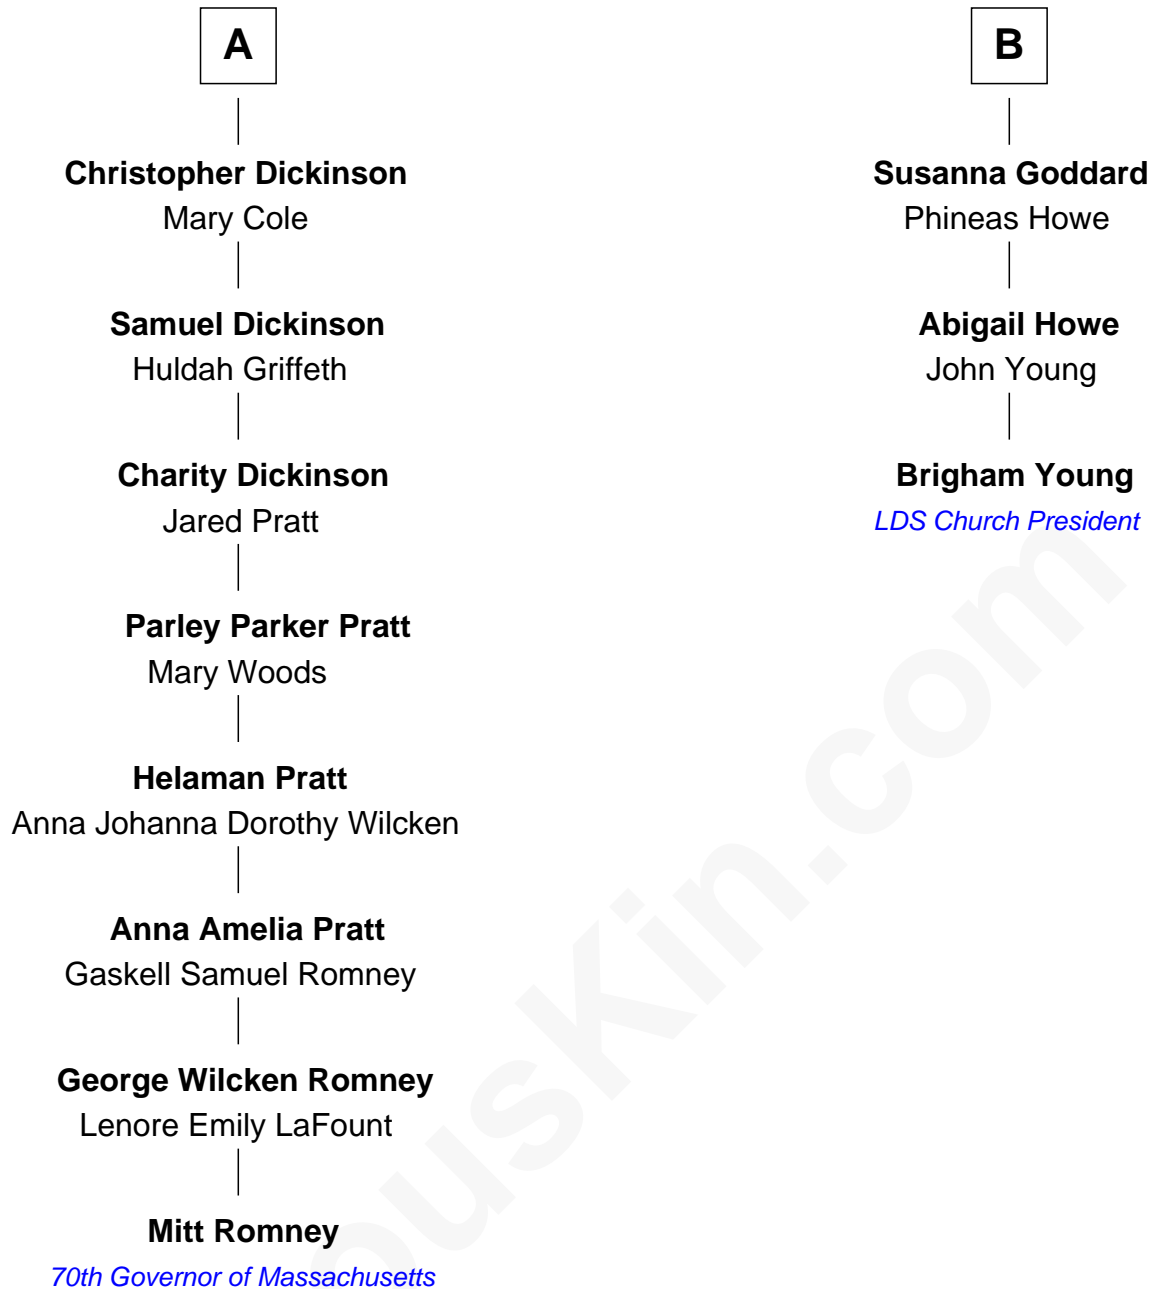 A
Christopher Dickinson
Mary Cole
Samuel Dickinson
Huldah Griffeth
Charity Dickinson
Jared Pratt
Parley Parker Pratt
Mary Woods
Helaman Pratt
Anna Johanna Dorothy Wilcken
Anna Amelia Pratt
Gaskell Samuel Romney
George Wilcken Romney
Lenore Emily LaFount
Mitt Romney
70th Governor of Massachusetts
B
Susanna Goddard
Phineas Howe
Abigail Howe
John Young
Brigham Young
LDS Church President
ousKin.com